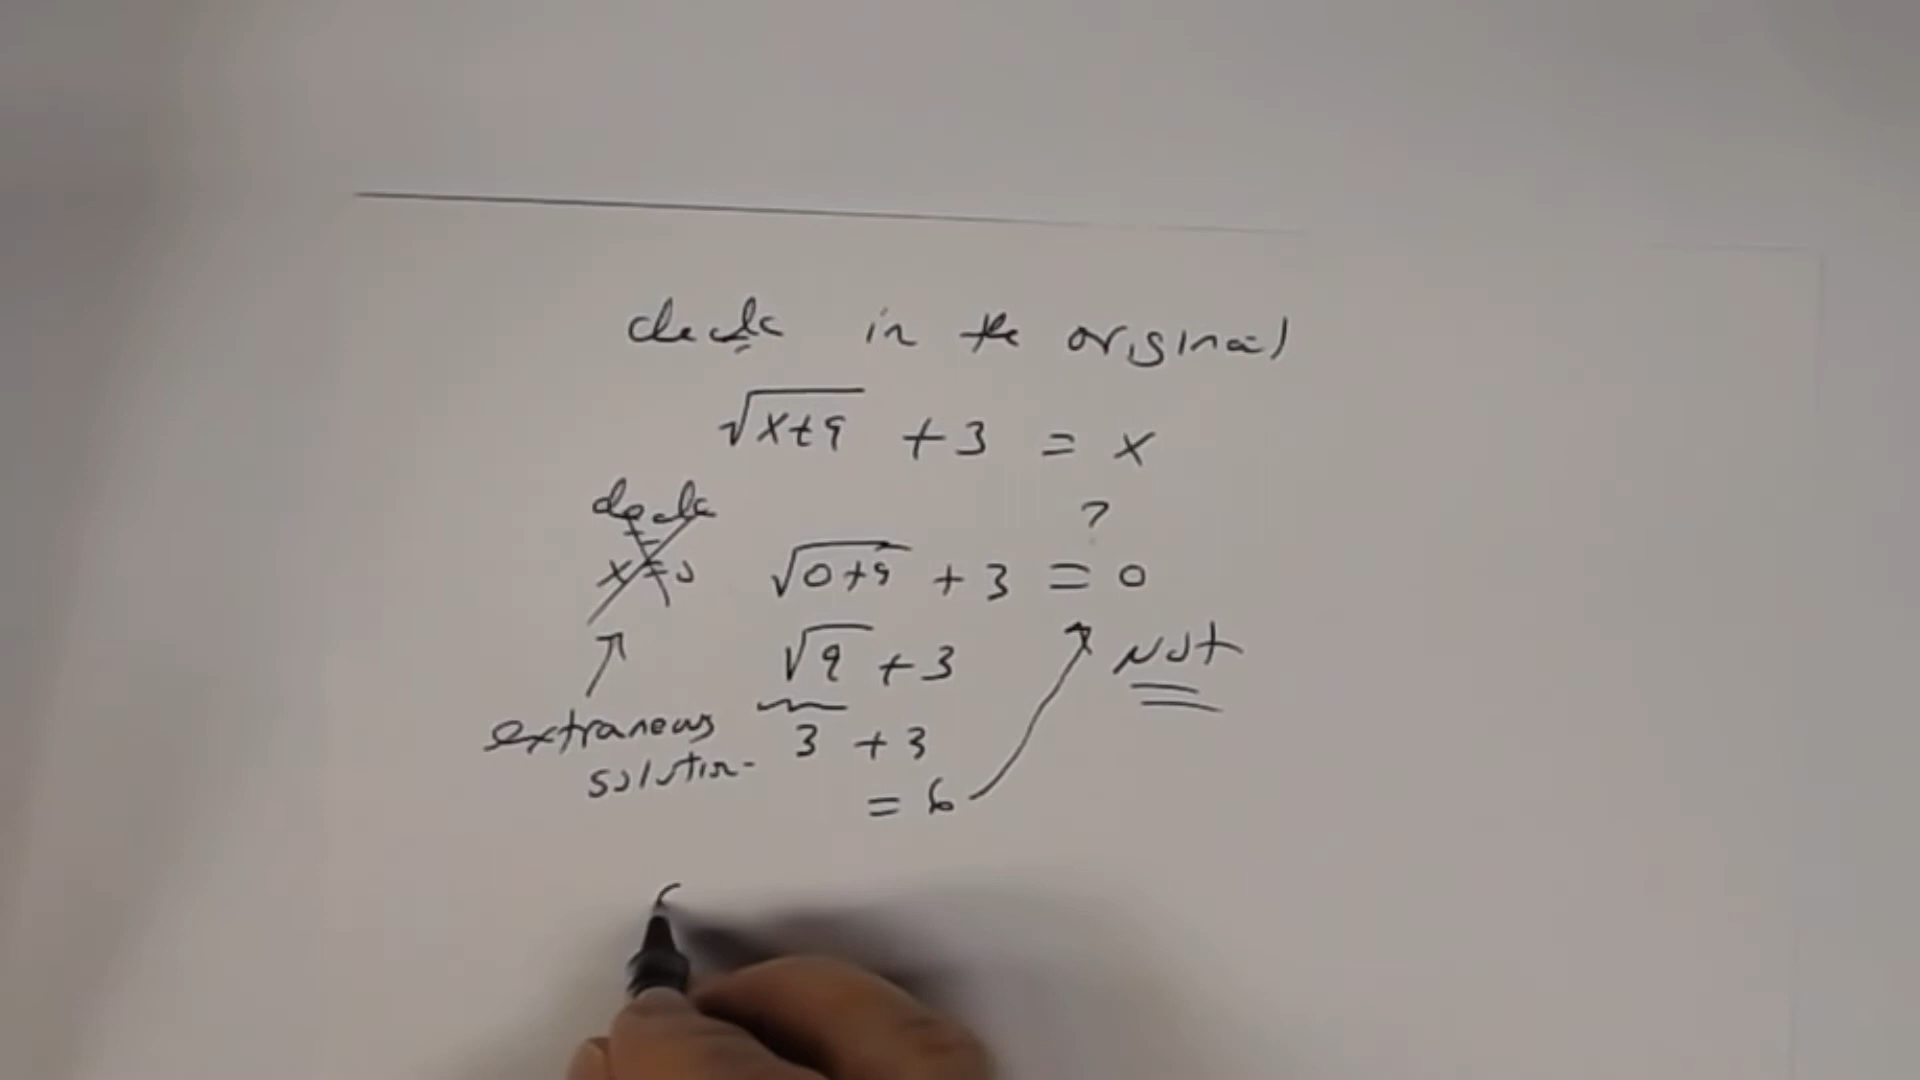 check in the original
√x+9 + 3 = x
check
?
x=0 √0+9 + 3 = 0
√9 + 3
Not
extraneous
solution
3 + 3
= 6